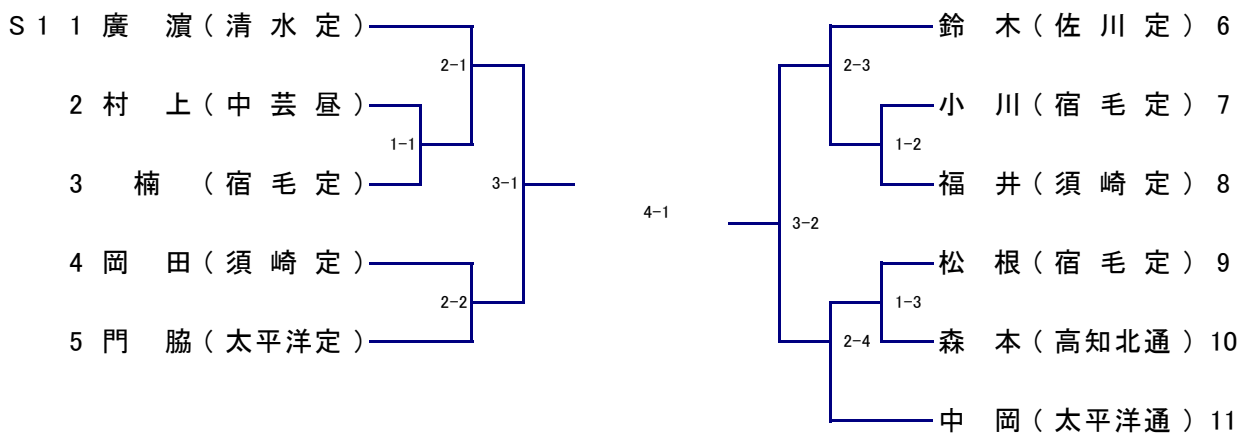 S1 1 廣 濵 ( 清 水 定 )
2-1
2 村 上 ( 中 芸 昼 )
1-1
3 楠 ( 宿 毛 定 )
3-1
4 岡 田 ( 須 崎 定 )
2-2
5 門 脇 ( 太平洋定 )
4-1
鈴 木 ( 佐 川 定 ) 6
2-3
小 川 ( 宿 毛 定 ) 7
1-2
福 井 ( 須 崎 定 ) 8
3-2
松 根 ( 宿 毛 定 ) 9
1-3
森 本 ( 高知北通 ) 10
2-4
中 岡 ( 太平洋通 ) 11